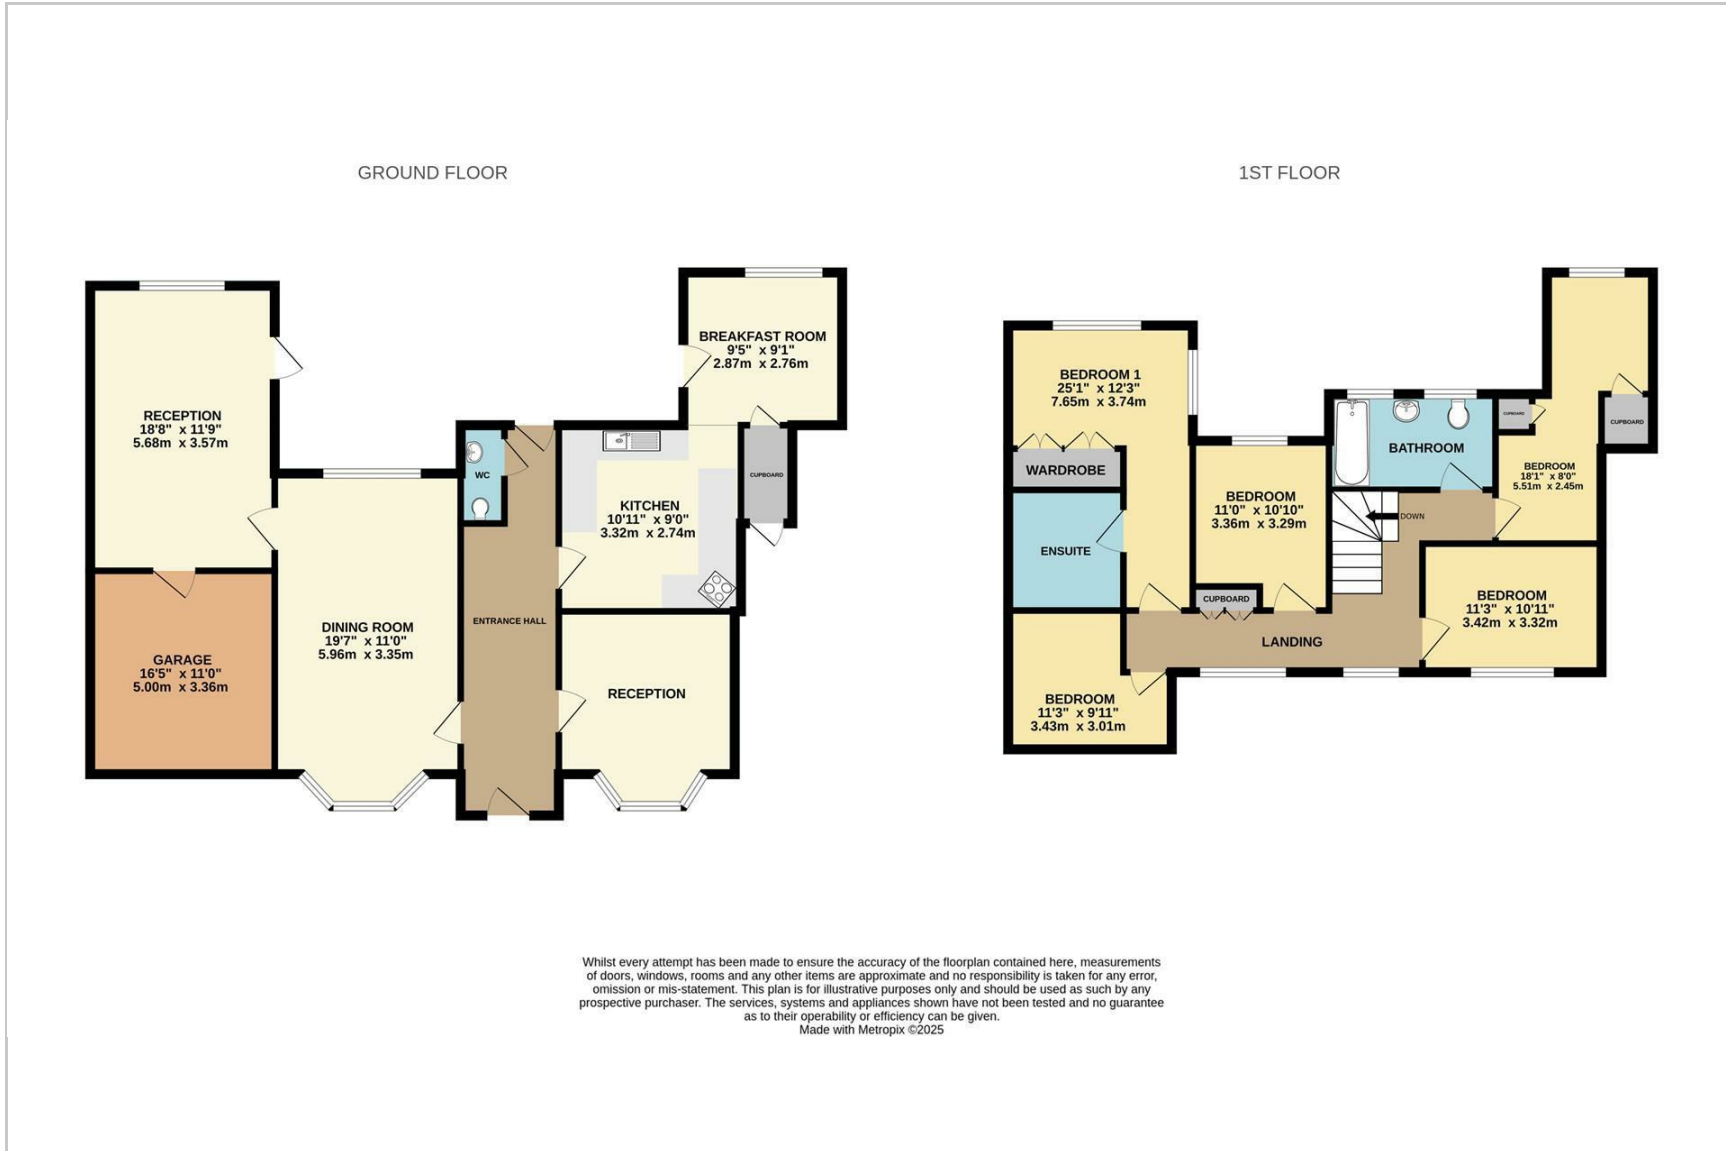 GROUND FLOOR
RECEPTION
18'8" x 11'9"
5.68m x 3.57m
BREAKFAST ROOM
9'5" x 9'1"
2.87m x 2.76m
WC
CUPBOARD
KITCHEN
10'11" x 9'0"
3.32m x 2.74m
ENTRANCE HALL
DINING ROOM
19'7" x 11'0"
5.96m x 3.35m
GARAGE
16'5" x 11'0"
5.00m x 3.36m
RECEPTION
1ST FLOOR
BEDROOM 1
25'1" x 12'3"
7.65m x 3.74m
WARDROBE
ENSUITE
BEDROOM
11'0" x 10'10"
3.36m x 3.29m
CUPBOARD
BATHROOM
CUPBOARD
CUPBOARD
BEDROOM
18'1" x 8'0"
5.51m x 2.45m
DOWN
BEDROOM
11'3" x 10'11"
3.42m x 3.32m
LANDING
BEDROOM
11'3" x 9'11"
3.43m x 3.01m
Whilst every attempt has been made to ensure the accuracy of the floorplan contained here, measurements
of doors, windows, rooms and any other items are approximate and no responsibility is taken for any error,
omission or mis-statement. This plan is for illustrative purposes only and should be used as such by any
prospective purchaser. The services, systems and appliances shown have not been tested and no guarantee
as to their operability or efficiency can be given.
Made with Metropix ©2025